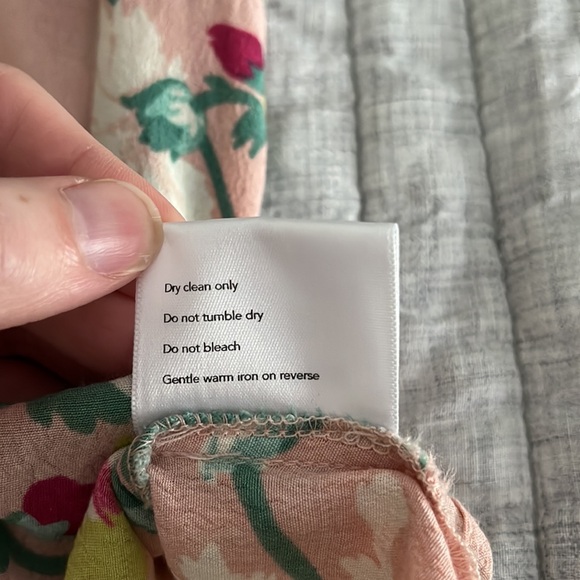 Dry clean only
Do not tumble dry
Do not bleach
Gentle warm iron on reverse